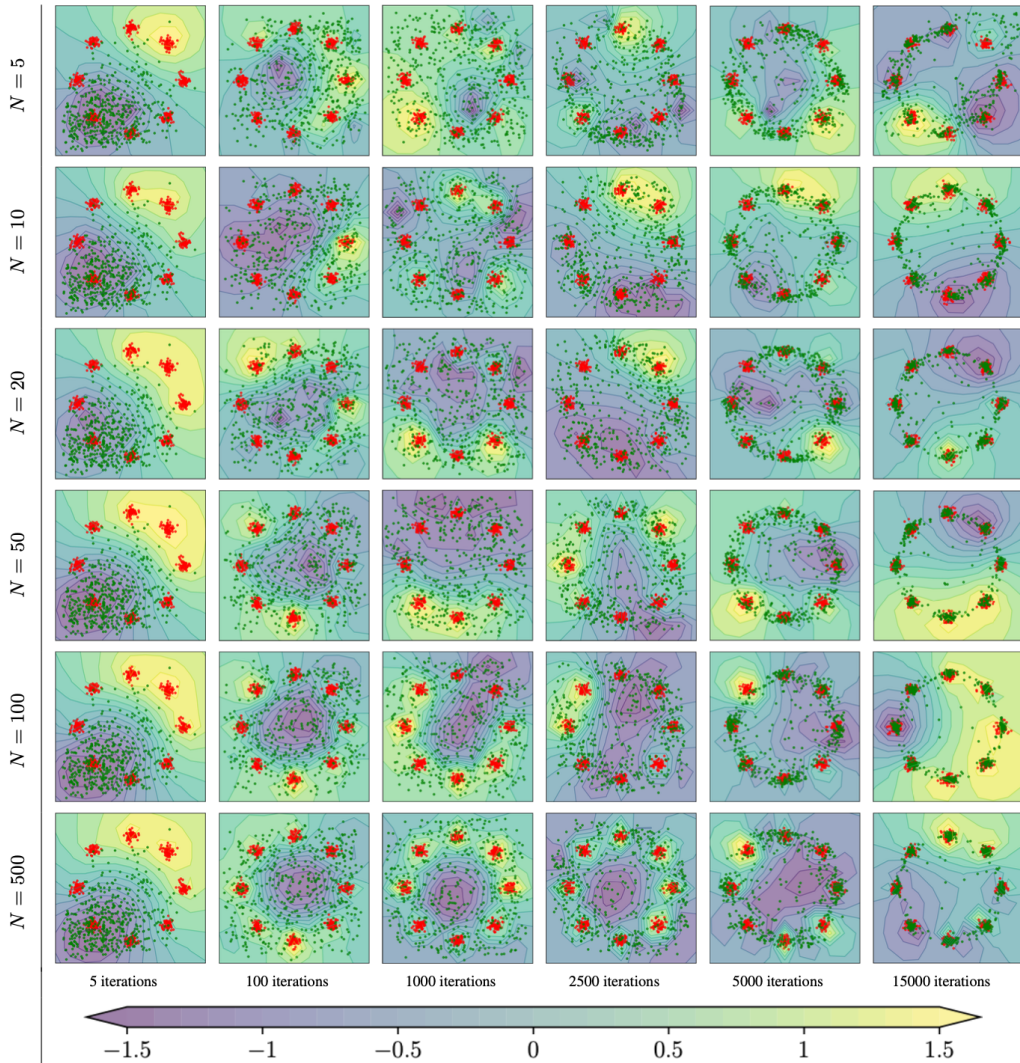 N = 5
N = 10
N = 20
N = 50
N = 100
N = 500
5 iterations 100 iterations 1000 iterations 2500 iterations 5000 iterations 15000 iterations
−1.5 −1 −0.5 0 0.5 1 1.5